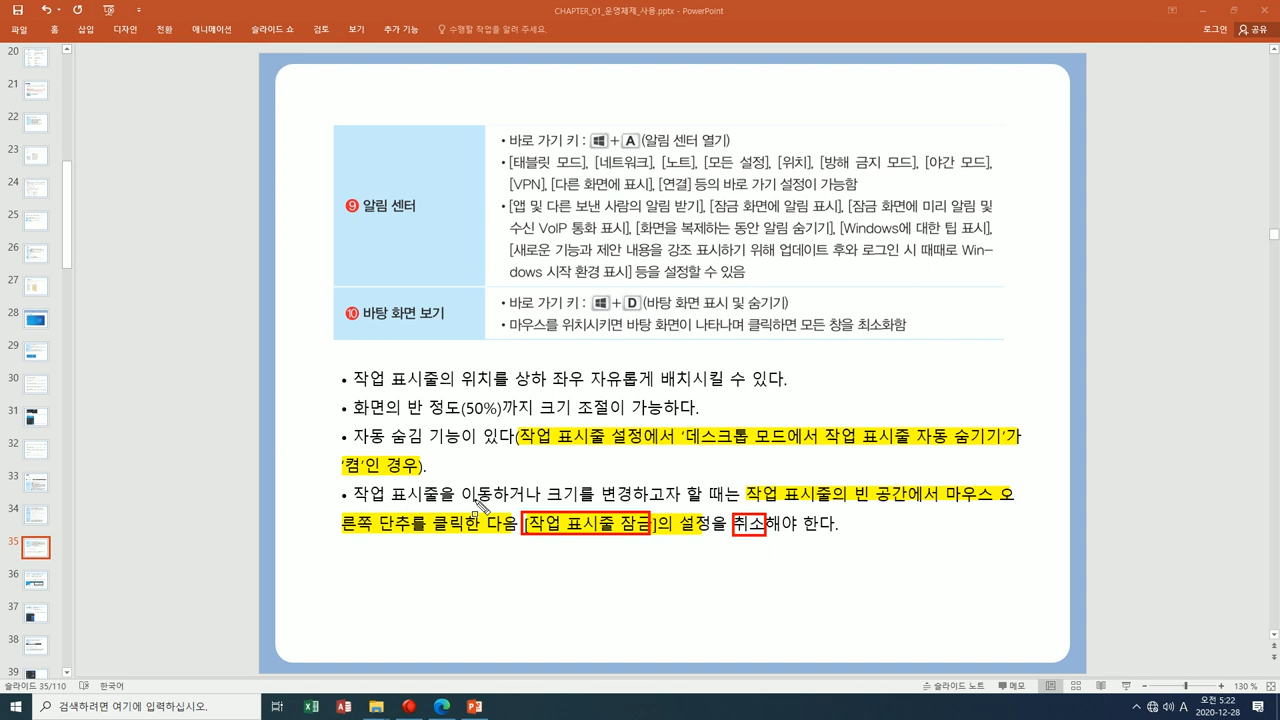 CHAPTER_01_운영체제_사용.pptx - PowerPoint
파일 홈 삽입 디자인 전환 애니메이션 슬라이드 쇼 검토 보기 추가 기능 수행할 작업을 알려 주세요. 로그인 공유
20
21
22
23
24
25
26
27
28
29
30
31
32
33
34
35
36
37
38
39
⑨ 알림 센터
• 바로 가기 키 : +A(알림 센터 열기)
• [태블릿 모드], [네트워크], [노트], [모든 설정], [위치], [방해 금지 모드], [야간 모드],
[VPN], [다른 화면에 표시], [연결] 등의 바로 가기 설정이 가능함
• [앱 및 다른 보낸 사람의 알림 받기], [잠금 화면에 알림 표시], [잠금 화면에 미리 알림 및
수신 VoIP 통화 표시], [화면을 복제하는 동안 알림 숨기기], [Windows에 대한 팁 표시],
[새로운 기능과 제안 내용을 강조 표시하기 위해 업데이트 후와 로그인 시 때때로 Win-
dows 시작 환경 표시] 등을 설정할 수 있음
⑩ 바탕 화면 보기
• 바로 가기 키 : +D(바탕 화면 표시 및 숨기기)
• 마우스를 위치시키면 바탕 화면이 나타나며 클릭하면 모든 창을 최소화함
• 작업 표시줄의 위치를 상하 좌우 자유롭게 배치시킬 수 있다.
• 화면의 반 정도(50%)까지 크기 조절이 가능하다.
• 자동 숨김 기능이 있다(작업 표시줄 설정에서 '데스크톱 모드에서 작업 표시줄 자동 숨기기'가
'켬'인 경우).
• 작업 표시줄을 이동하거나 크기를 변경하고자 할 때는 작업 표시줄의 빈 공간에서 마우스 오
른쪽 단추를 클릭한 다음 [작업 표시줄 잠금]의 설정을 취소해야 한다.
슬라이드 35/110 한국어 슬라이드 노트 메모 130 %
검색하려면 여기에 입력하십시오. A 오전 5:22
2020-12-28